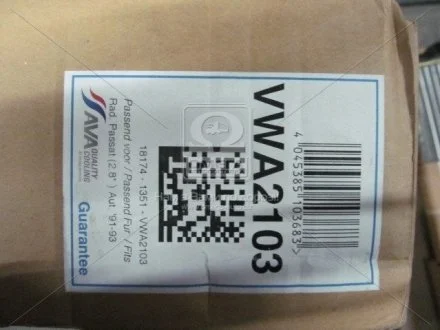 AVA QUALITY
COOLING
Guarantee
18174 - 1351 - VWA2103
Passend voor / Passend Fur / Fits
Rad. Passat (2.8") Aut. '91-93
VWA2103
4 045385 103683 >